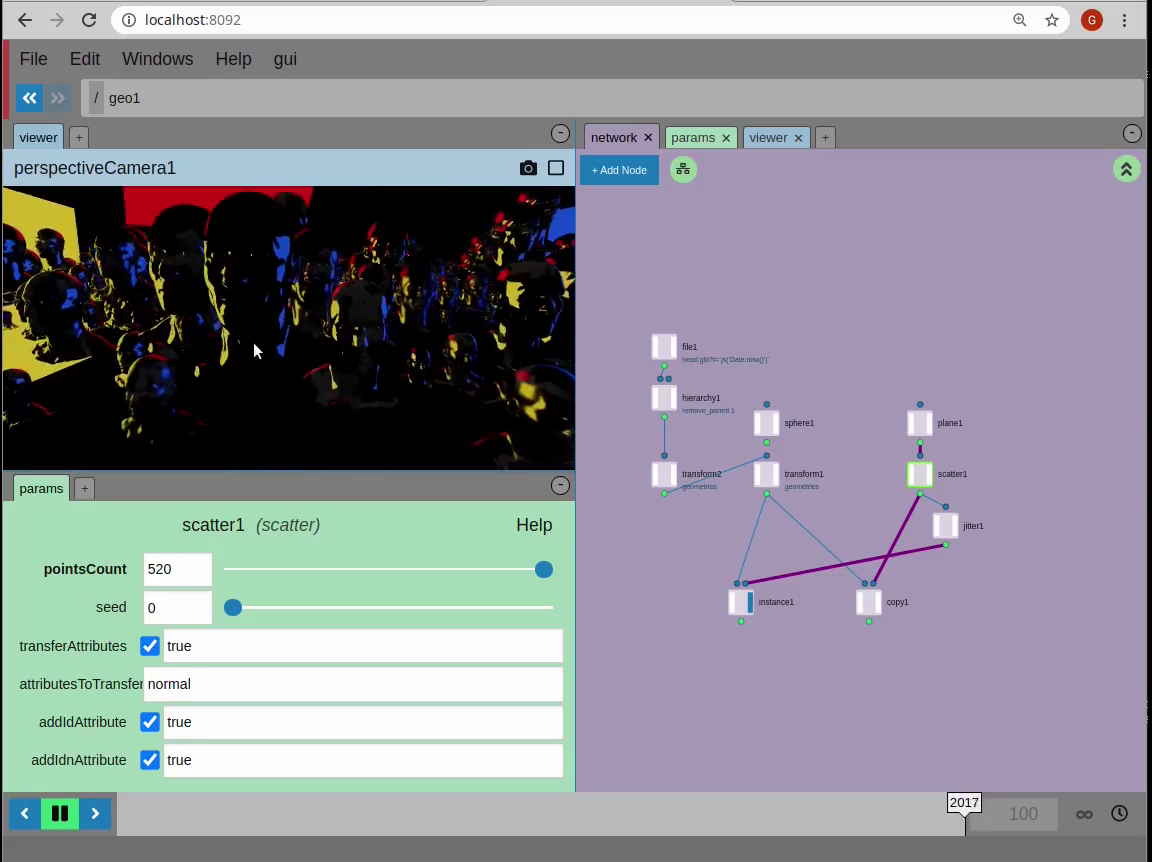 localhost:8092
G
File Edit Windows Help gui
/ geo1
viewer +
network × params × viewer × +
perspectiveCamera1
+ Add Node
file1
head.glb?t=`js('Date.now()')`
hierarchy1
remove_parent 1
sphere1
plane1
transform2
geometries
transform1
geometries
scatter1
jitter1
instance1
copy1
params +
scatter1 (scatter) Help
pointsCount 520
seed 0
transferAttributes true
attributesToTransfer normal
addIdAttribute true
addIdnAttribute true
2017
100